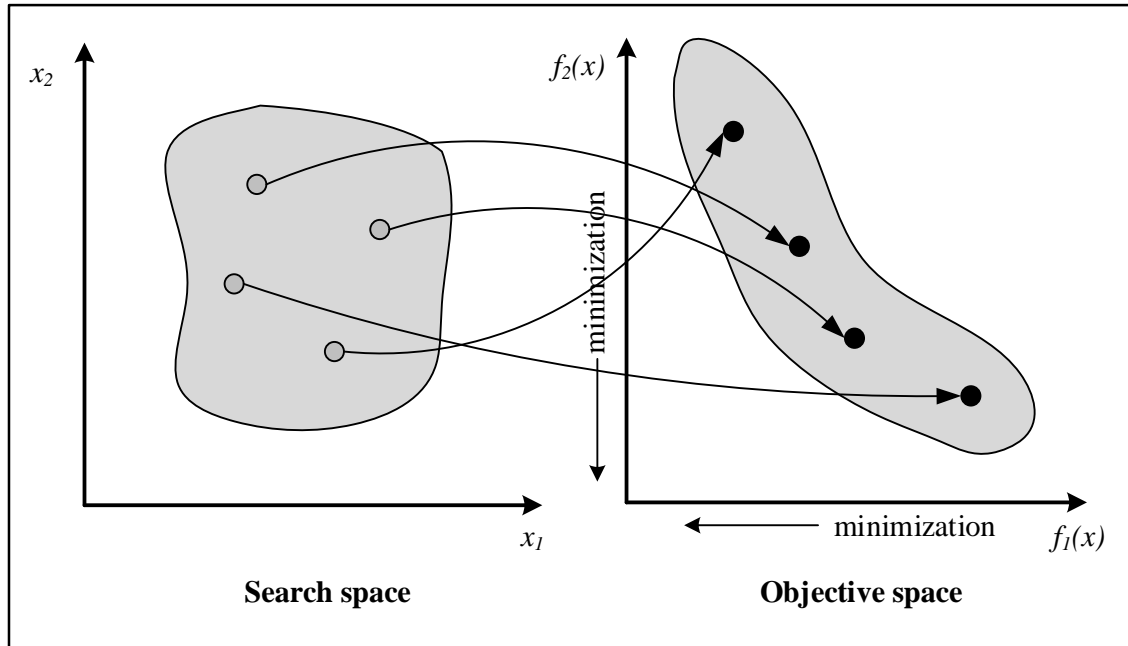 x2
f2(x)
minimization
minimization
x1
f1(x)
Search space
Objective space